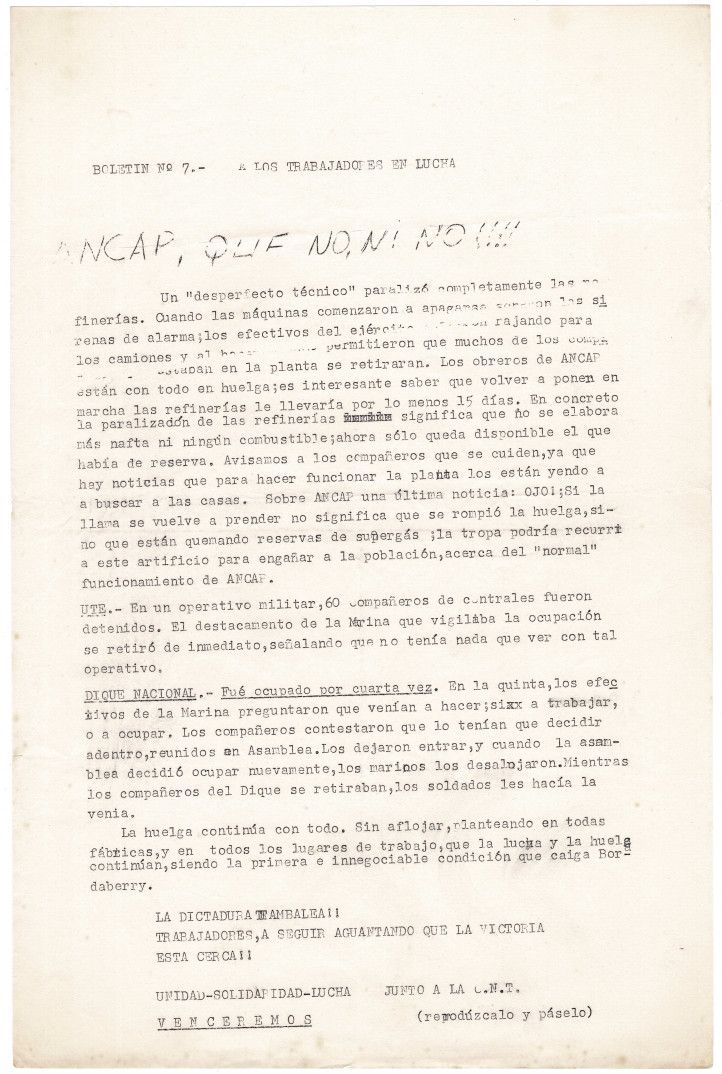 BOLETIN Nº 7.- A LOS TRABAJADORES EN LUCHA
ANCAP, QUE NO, NI NO!!!!
Un "desperfecto técnico" paralizó completamente las re
finerías. Cuando las máquinas comenzaron a apagarse las si
renas de alarma;los efectivos del ejército rajando para
los camiones y al permitieron que muchos de los compa
estaban en la planta se retiraran. Los obreros de ANCAP
están con todo en huelga;es interesante saber que volver a ponen en
marcha las refinerías le llevaría por lo menos 15 días. En concreto
la paralizadón de las refinerías significa que no se elabora
más nafta ni ningún combustible;ahora sólo queda disponible el que
había de reserva. Avisamos a los compañeros que se cuiden,ya que
hay noticias que para hacer funcionar la planta los están yendo a
a buscar a las casas. Sobre ANCAP una última noticia: OJO!;Si la
llama se vuelve a prender no significa que se rompió la huelga,si-
no que están quemando reservas de supergás ;la tropa podría recurri
a este artificio para engañar a la población,acerca del "normal"
funcionamiento de ANCAP.
UTE.- En un operativo militar,60 compañeros de centrales fueron
detenidos. El destacamento de la Marina que vigilaba la ocupación
se retiró de inmediato,señalando que no tenía nada que ver con tal
operativo.
DIQUE NACIONAL.- Fué ocupado por cuarta vez. En la quinta,los efec
tivos de la Marina preguntaron que venían a hacer;sixx a trabajar,
o a ocupar. Los compañeros contestaron que lo tenían que decidir
adentro,reunidos en Asamblea.Los dejaron entrar,y cuando la asam-
blea decidió ocupar nuevamente,los marinos los desalojaron.Mientras
los compañeros del Dique se retiraban,los soldados les hacía la
venia.
La huelga continúa con todo. Sin aflojar,planteando en todas
fábricas,y en todos los lugares de trabajo,que la lucha y la huelg
continúan,siendo la primera e innegociable condición que caiga Bor-
daberry.
LA DICTADURA TAMBALEA!!
TRABAJADORES,A SEGUIR AGUANTANDO QUE LA VICTORIA
ESTA CERCA!!
UNIDAD-SOLIDARIDAD-LUCHA JUNTO A LA C.N.T.
VENCEREMOS (reprodúzcalo y páselo)